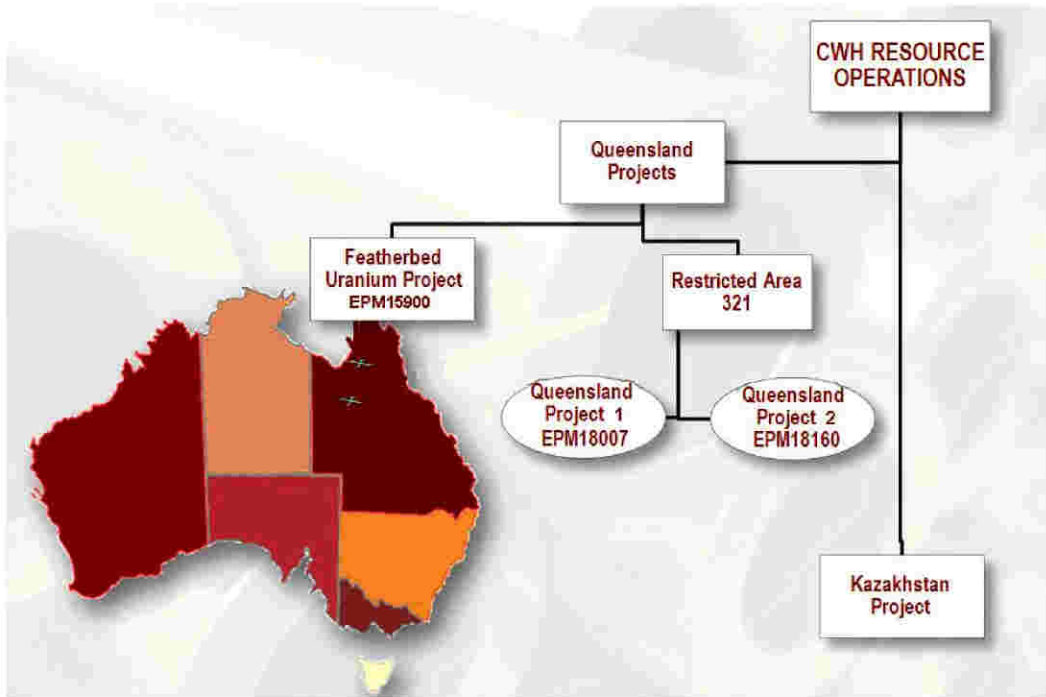 CWH RESOURCE
OPERATIONS
Queensland
Projects
Featherbed
Uranium Project
EPM15900
Restricted Area
321
Queensland
Project 1
EPM18007
Queensland
Project 2
EPM18160
Kazakhstan
Project